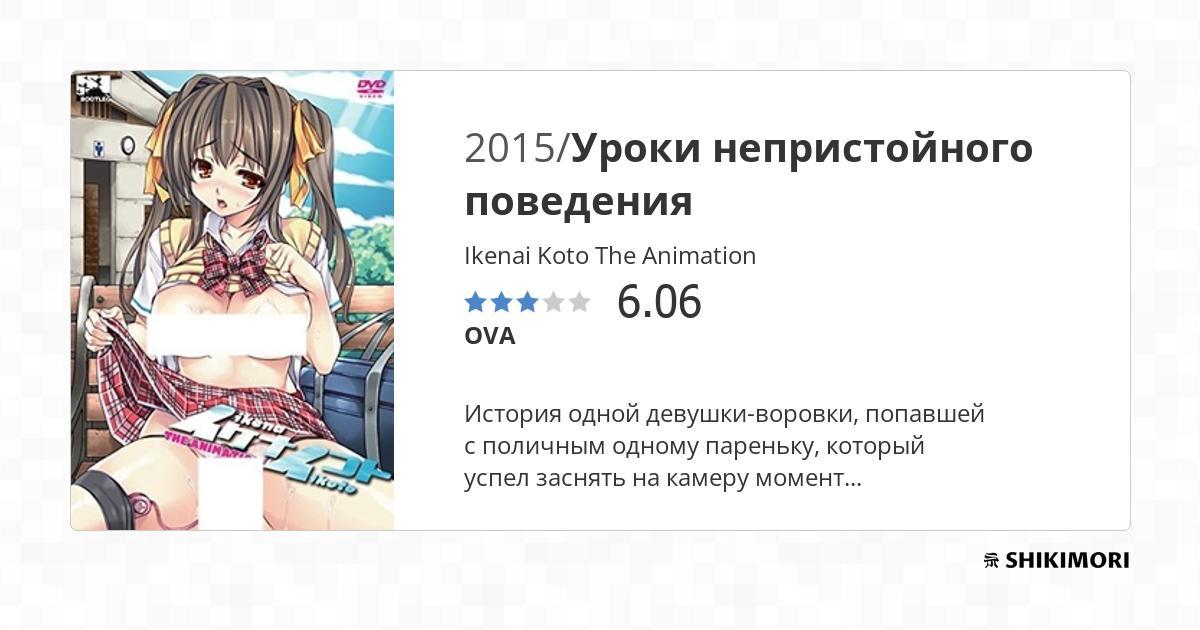 BOOTLEG
DVD
VIDEO
2015/Уроки непристойного
поведения
Ikenai Koto The Animation
6.06
OVA
ikenai
イケナイコト
THE ANIMATION
koto
История одной девушки-воровки, попавшей
с поличным одному пареньку, который
успел заснять на камеру момент...
SHIKIMORI